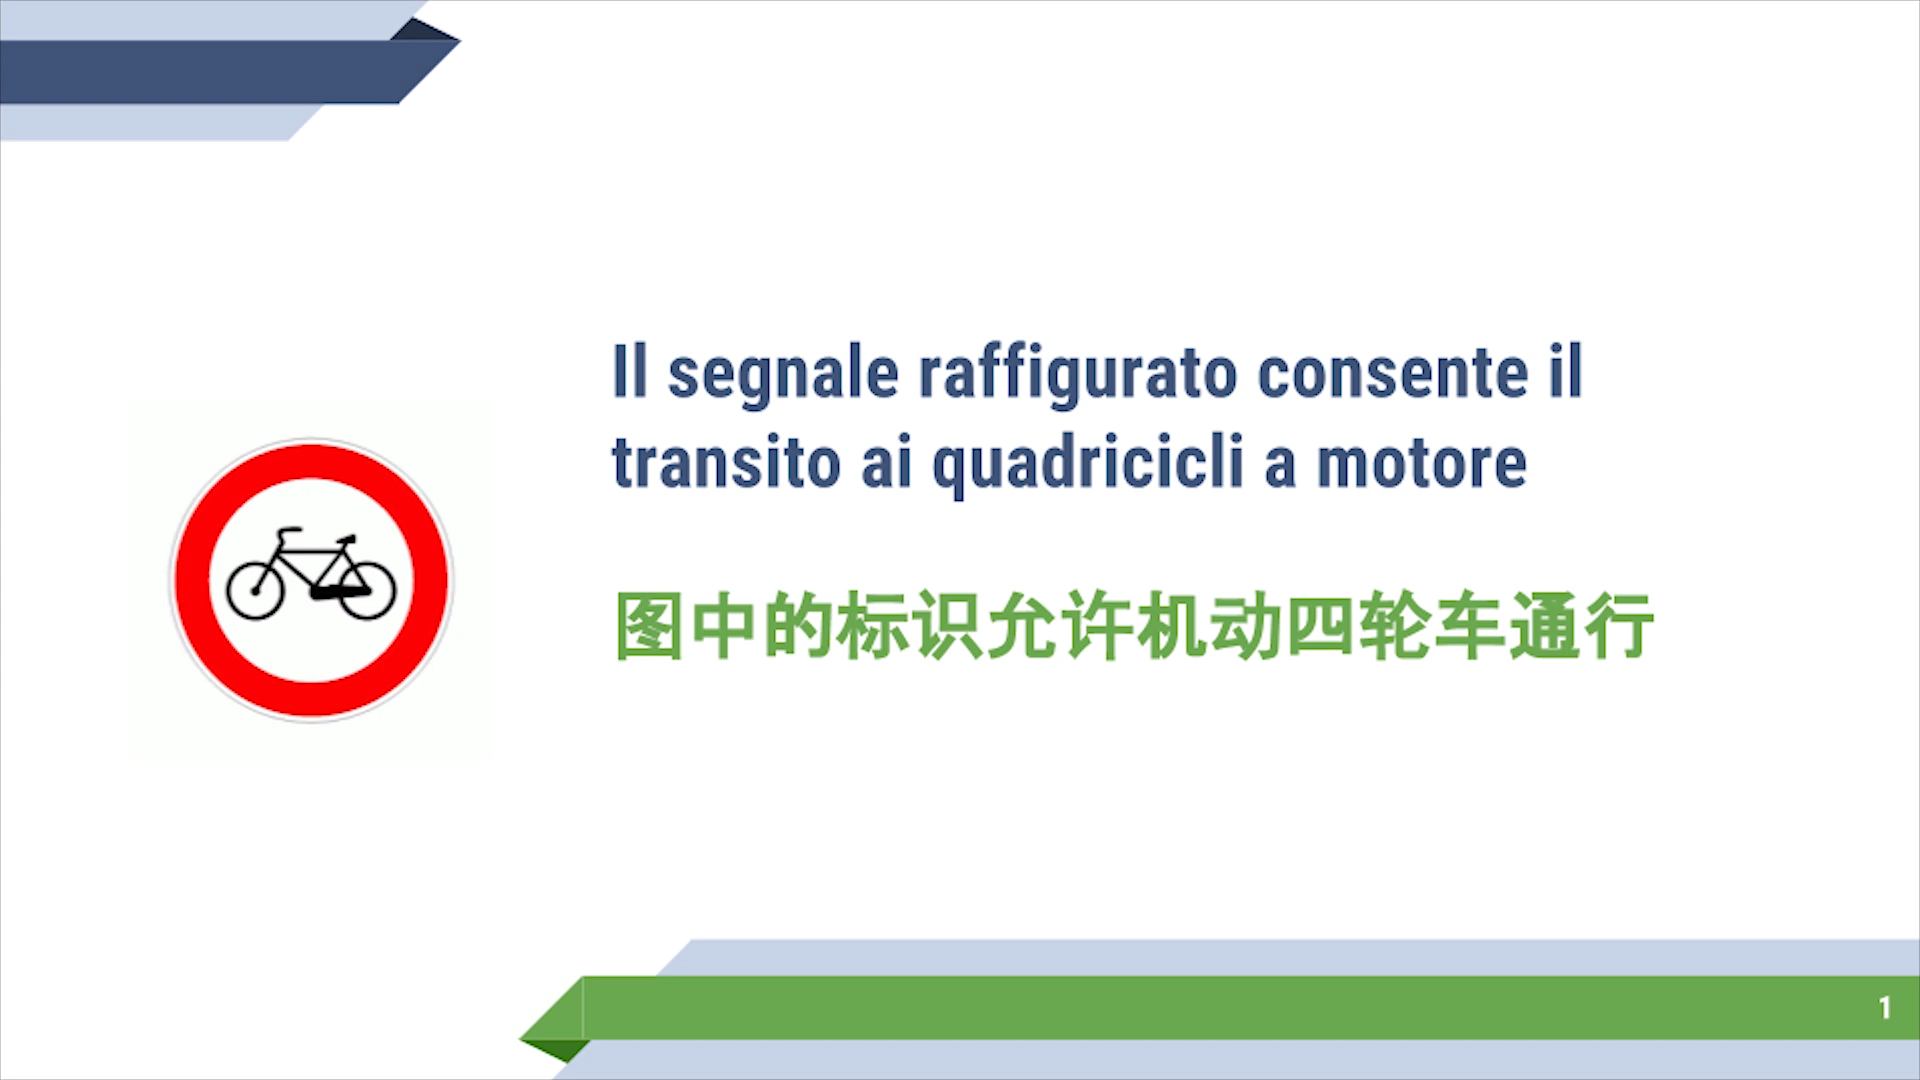 Il segnale raffigurato consente il
transito ai quadricicli a motore
图中的标识允许机动四轮车通行
1